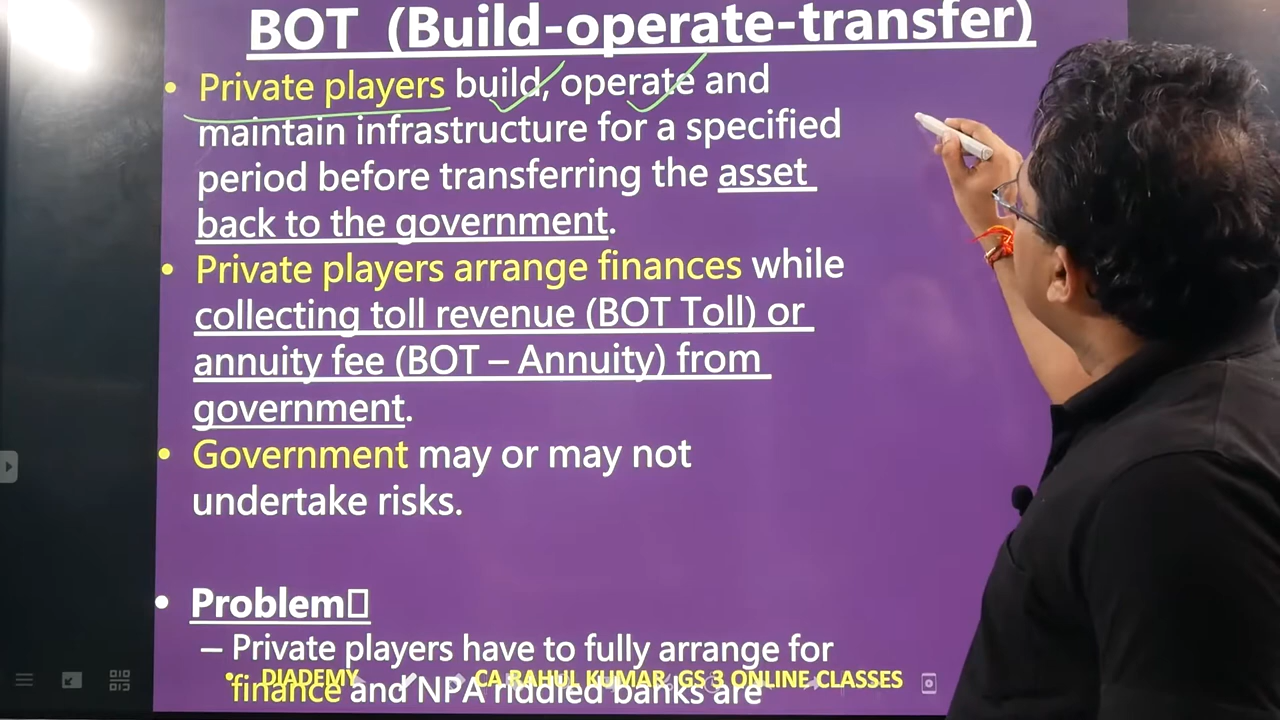 BOT (Build-operate-transfer)
• Private players build, operate and
maintain infrastructure for a specified
period before transferring the asset
back to the government.
• Private players arrange finances while
collecting toll revenue (BOT Toll) or
annuity fee (BOT – Annuity) from
government.
• Government may or may not
undertake risks.
• Problem
– Private players have to fully arrange for
• DIADEMY CA RAHUL KUMAR GS 3 ONLINE CLASSES
finance and NPA riddled banks are